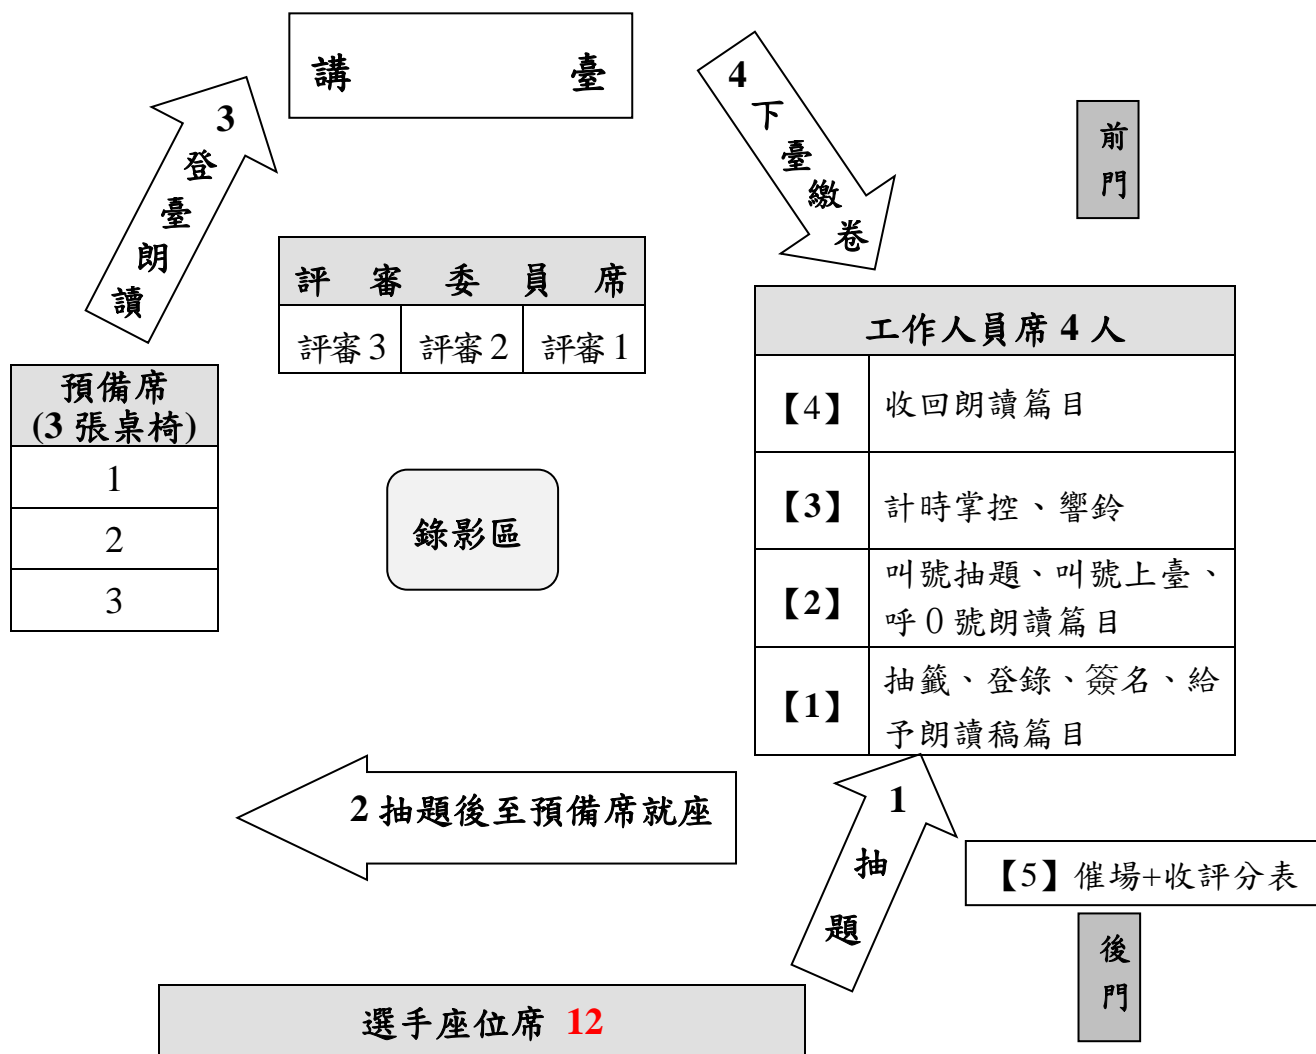 講 臺
3 登臺朗讀
4 下臺繳卷
前門
評審委員席
評審3 評審2 評審1
預備席
(3張桌椅)
1
2
3
錄影區
工作人員席4人
【4】 收回朗讀篇目
【3】 計時掌控、響鈴
【2】 叫號抽題、叫號上臺、
呼0號朗讀篇目
【1】 抽籤、登錄、簽名、給
予朗讀稿篇目
2抽題後至預備席就座
1 抽題
【5】催場+收評分表
後門
選手座位席 12